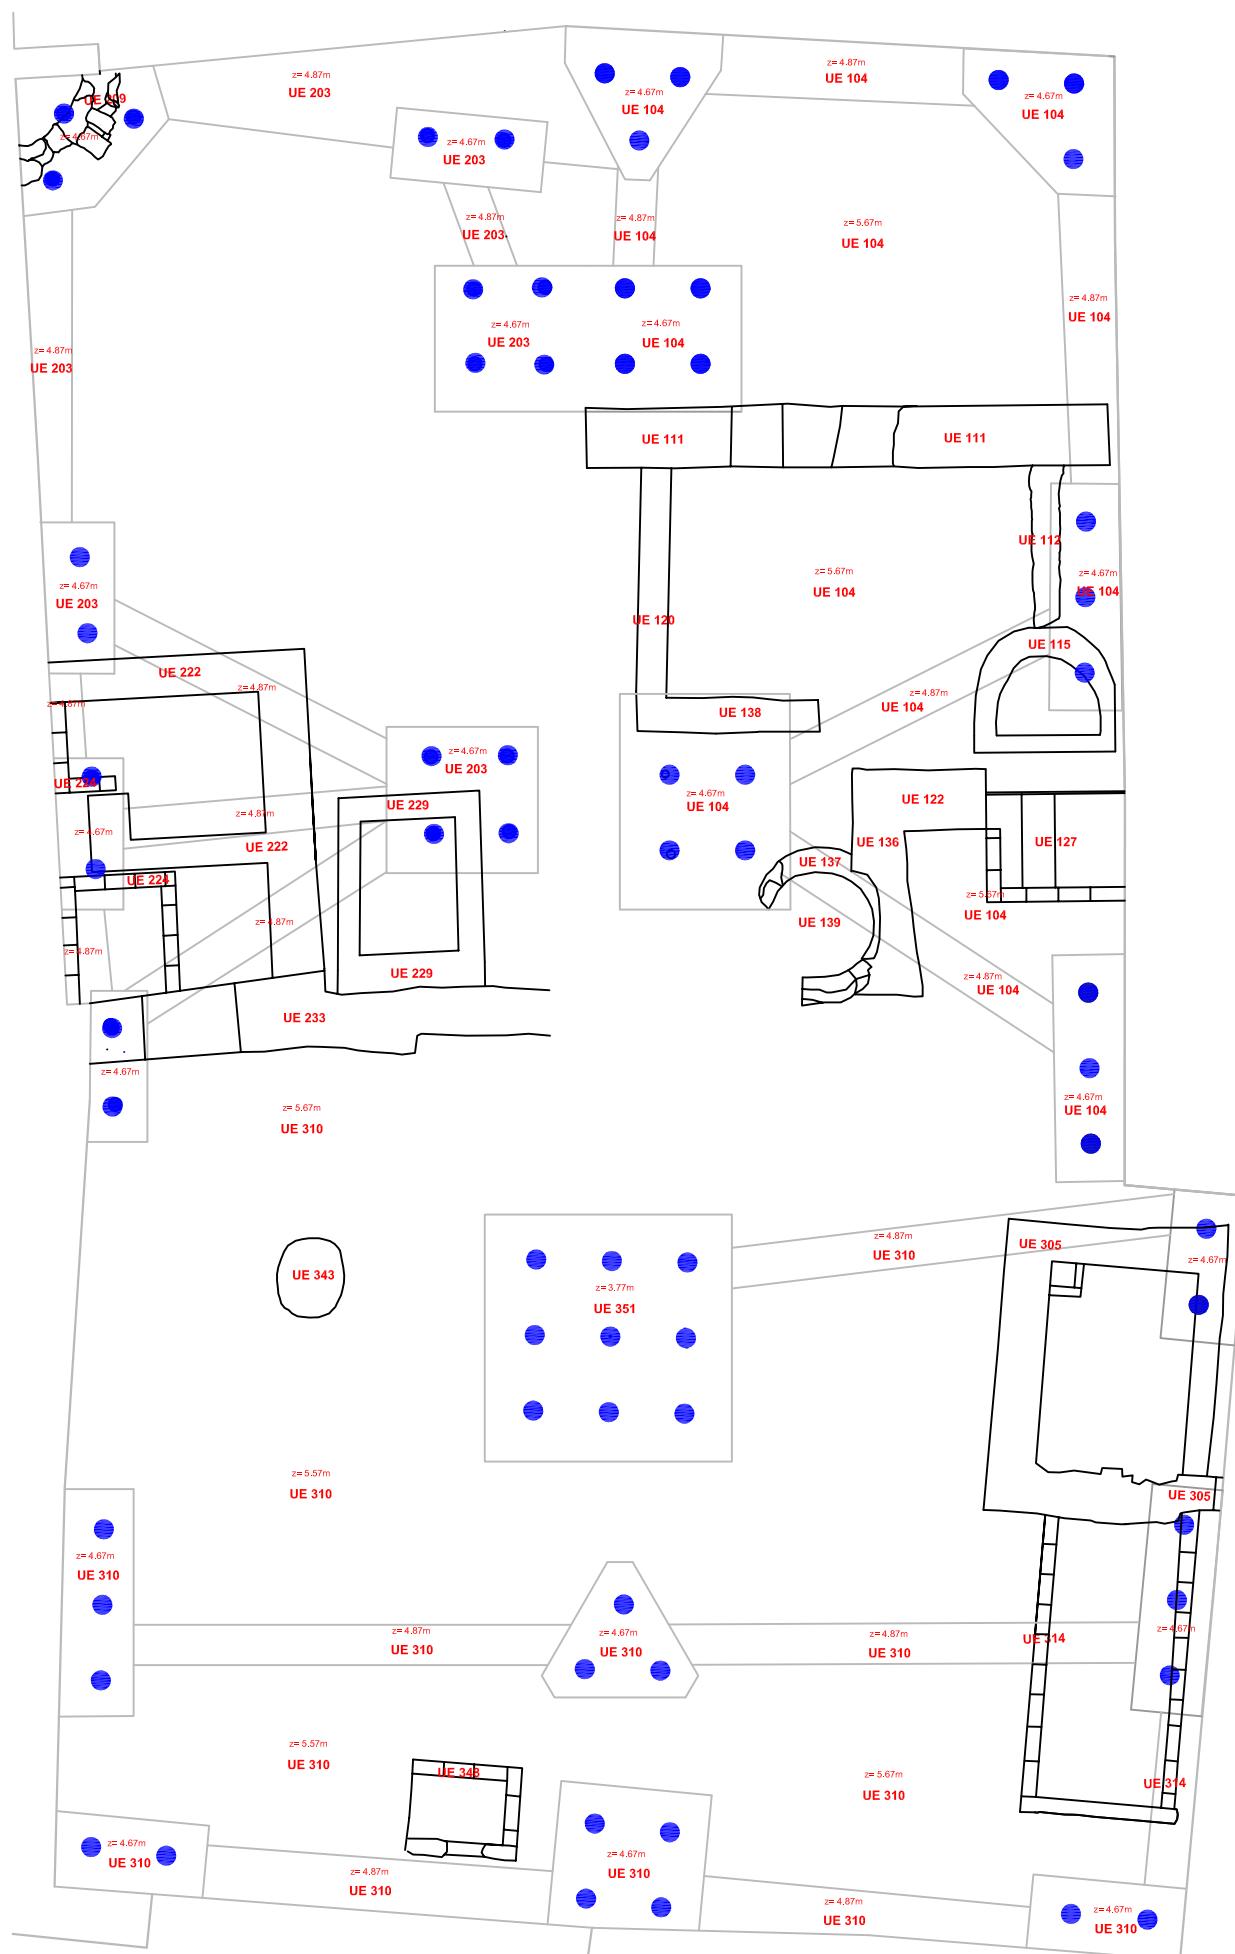 z= 4.87m
UE 203
z= 4.87m
UE 104
z= 4.67m
UE 104
z= 4.67m
UE 104
UE 209
z= 4.67m
z= 4.67m
UE 203
z= 4.87m
UE 203
z= 4.87m
UE 104
z= 5.67m
UE 104
z= 4.87m
UE 104
z= 4.67m
UE 203
z= 4.67m
UE 104
z= 4.87m
UE 203
UE 111
UE 111
UE 112
z= 5.67m
UE 104
z= 4.67m
UE 104
z= 4.67m
UE 203
UE 120
UE 115
UE 222
z= 4.87m
z= 4.87m
z= 4.87m
UE 104
UE 138
z= 4.67m
UE 203
UE 224
z= 4.67m
UE 104
UE 122
UE 229
z= 4.87m
z= 4.67m
UE 222
UE 136
UE 127
UE 137
UE 224
z= 5.67m
UE 104
UE 139
z= 4.87m
z= 4.87m
UE 229
z= 4.87m
UE 104
UE 233
z= 4.67m
z= 4.67m
UE 104
z= 5.67m
UE 310
z= 4.87m
UE 310
UE 305
z= 4.67m
UE 343
z= 3.77m
UE 351
z= 5.57m
UE 310
UE 305
z= 4.67m
UE 310
z= 4.87m
UE 310
z= 4.67m
UE 310
z= 4.87m
UE 310
UE 314
z= 4.67m
z= 5.57m
UE 310
UE 348
z= 5.67m
UE 310
UE 314
z= 4.67m
UE 310
z= 4.87m
UE 310
z= 4.67m
UE 310
z= 4.87m
UE 310
z= 4.67m
UE 310